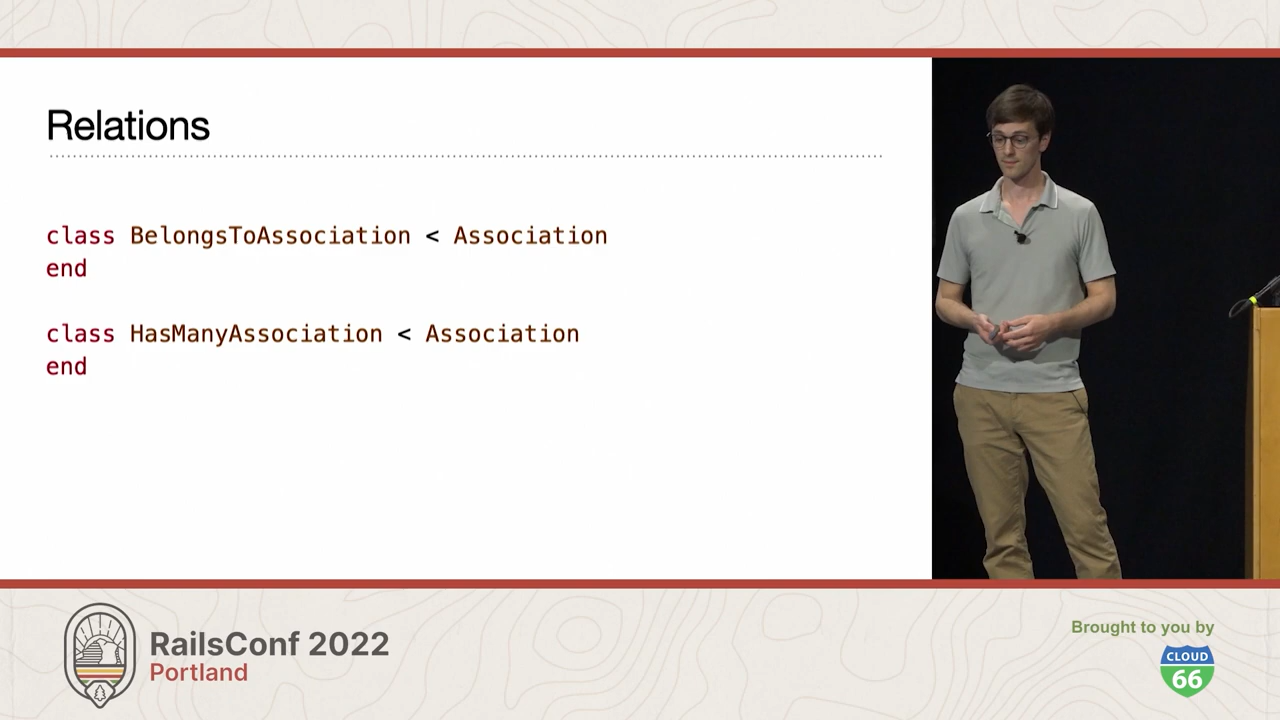 Relations
class BelongsToAssociation < Association
end
class HasManyAssociation < Association
end
RailsConf 2022
Portland
Brought to you by
CLOUD
66